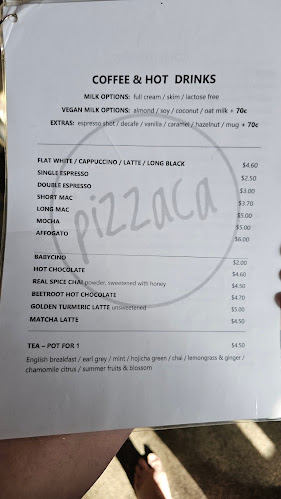 COFFEE & HOT DRINKS
MILK OPTIONS: full cream / skim / lactose free
VEGAN MILK OPTIONS: almond / soy / coconut / oat milk + 70c
EXTRAS: espresso shot / decafe / vanilla / caramel / hazelnut / mug + 70c
pizzaca
FLAT WHITE / CAPPUCCINO / LATTE / LONG BLACK $4.60
SINGLE ESPRESSO $2.50
DOUBLE ESPRESSO $3.00
SHORT MAC $3.70
LONG MAC $5.00
MOCHA $5.00
AFFOGATO $6.00
BABYCINO $2.00
HOT CHOCOLATE $4.60
REAL SPICE CHAI powder, sweetened with honey $4.50
BEETROOT HOT CHOCOLATE $4.70
GOLDEN TURMERIC LATTE unsweetened $5.00
MATCHA LATTE $4.50
TEA – POT FOR 1 $4.50
English breakfast / earl grey / mint / hojicha green / chai / lemongrass & ginger /
chamomile citrus / summer fruits & blossom